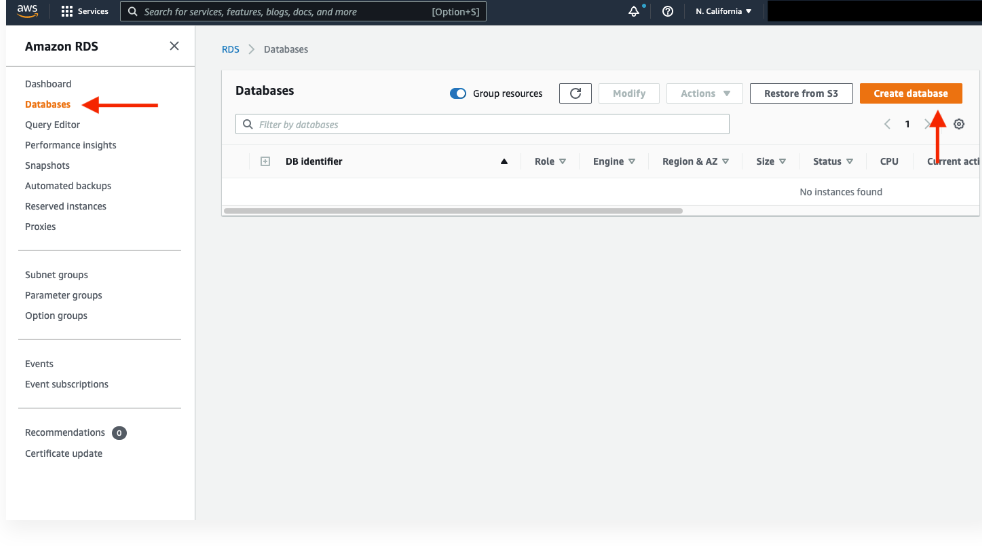 aws Services Search for services, features, blogs, docs, and more [Option+S] N. California
Amazon RDS
RDS > Databases
Dashboard
Databases
Query Editor
Performance insights
Snapshots
Automated backups
Reserved instances
Proxies
Subnet groups
Parameter groups
Option groups
Events
Event subscriptions
Recommendations 0
Certificate update
Databases Group resources Modify Actions Restore from S3 Create database
Filter by databases 1
DB identifier Role Engine Region & AZ Size Status CPU Current acti
No instances found